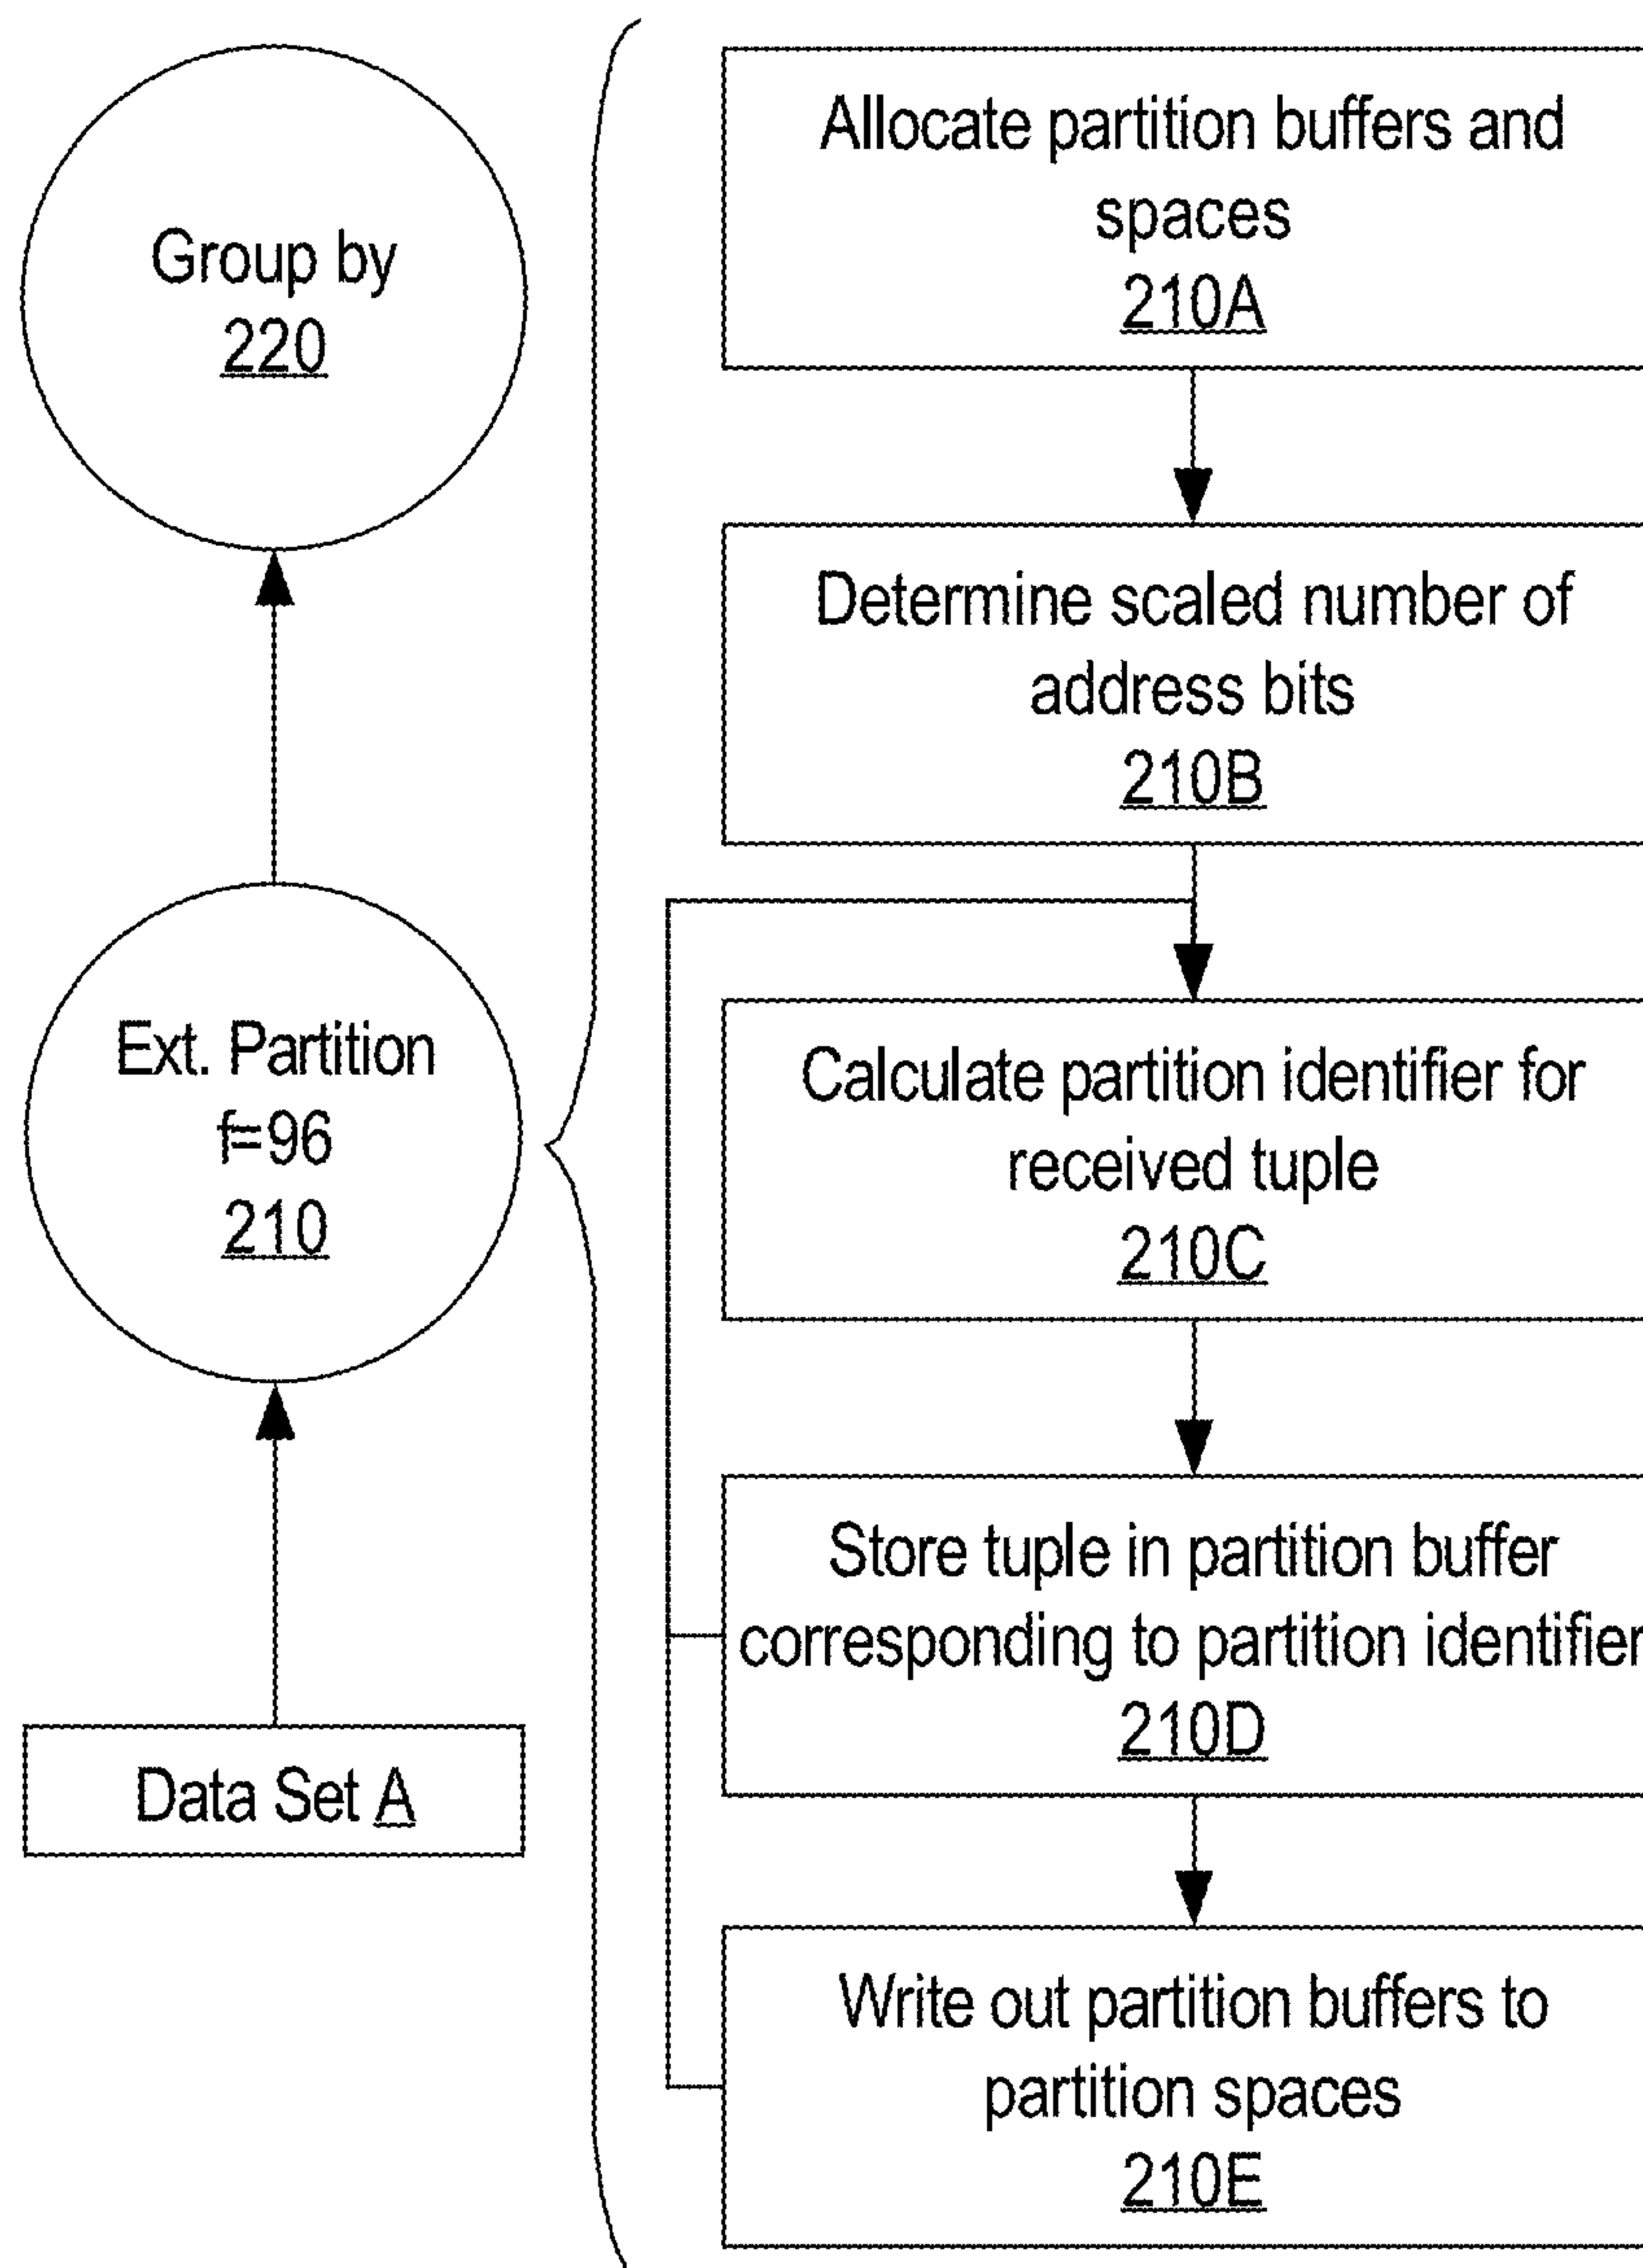 Group by
220
Ext. Partition
f=96
210
Data Set A
Allocate partition buffers and
spaces
210A
Determine scaled number of
address bits
210B
Calculate partition identifier for
received tuple
210C
Store tuple in partition buffer
corresponding to partition identifier
210D
Write out partition buffers to
partition spaces
210E